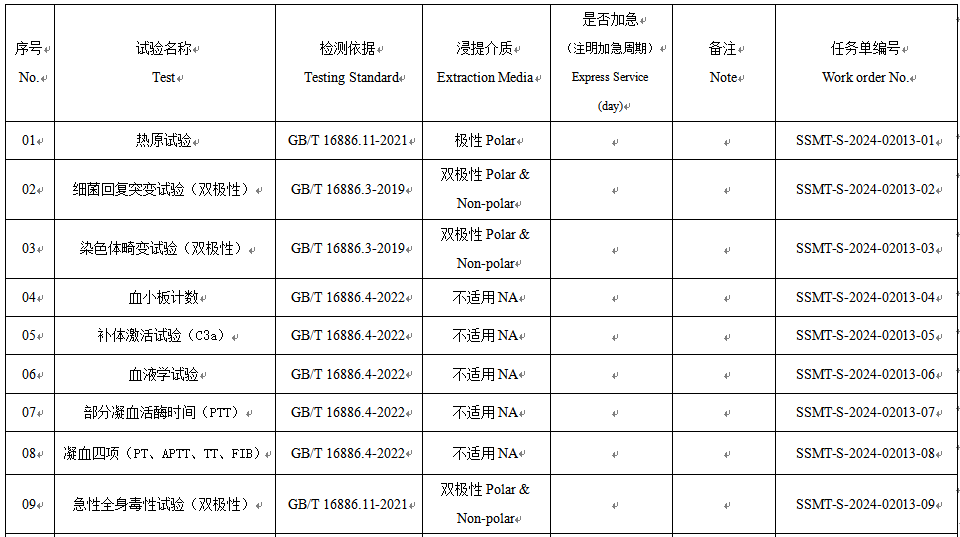 序号 No. 试验名称 Test 检测依据 Testing Standard 浸提介质 Extraction Media 是否加急 (注明加急周期) Express Service (day) 备注 Note 任务单编号 Work order No.
01 热原试验 GB/T 16886.11-2021 极性 Polar SSMT-S-2024-02013-01
02 细菌回复突变试验（双极性） GB/T 16886.3-2019 双极性 Polar & Non-polar SSMT-S-2024-02013-02
03 染色体畸变试验（双极性） GB/T 16886.3-2019 双极性 Polar & Non-polar SSMT-S-2024-02013-03
04 血小板计数 GB/T 16886.4-2022 不适用 NA SSMT-S-2024-02013-04
05 补体激活试验（C3a） GB/T 16886.4-2022 不适用 NA SSMT-S-2024-02013-05
06 血液学试验 GB/T 16886.4-2022 不适用 NA SSMT-S-2024-02013-06
07 部分凝血活酶时间（PTT） GB/T 16886.4-2022 不适用 NA SSMT-S-2024-02013-07
08 凝血四项（PT、APTT、TT、FIB） GB/T 16886.4-2022 不适用 NA SSMT-S-2024-02013-08
09 急性全身毒性试验（双极性） GB/T 16886.11-2021 双极性 Polar & Non-polar SSMT-S-2024-02013-09